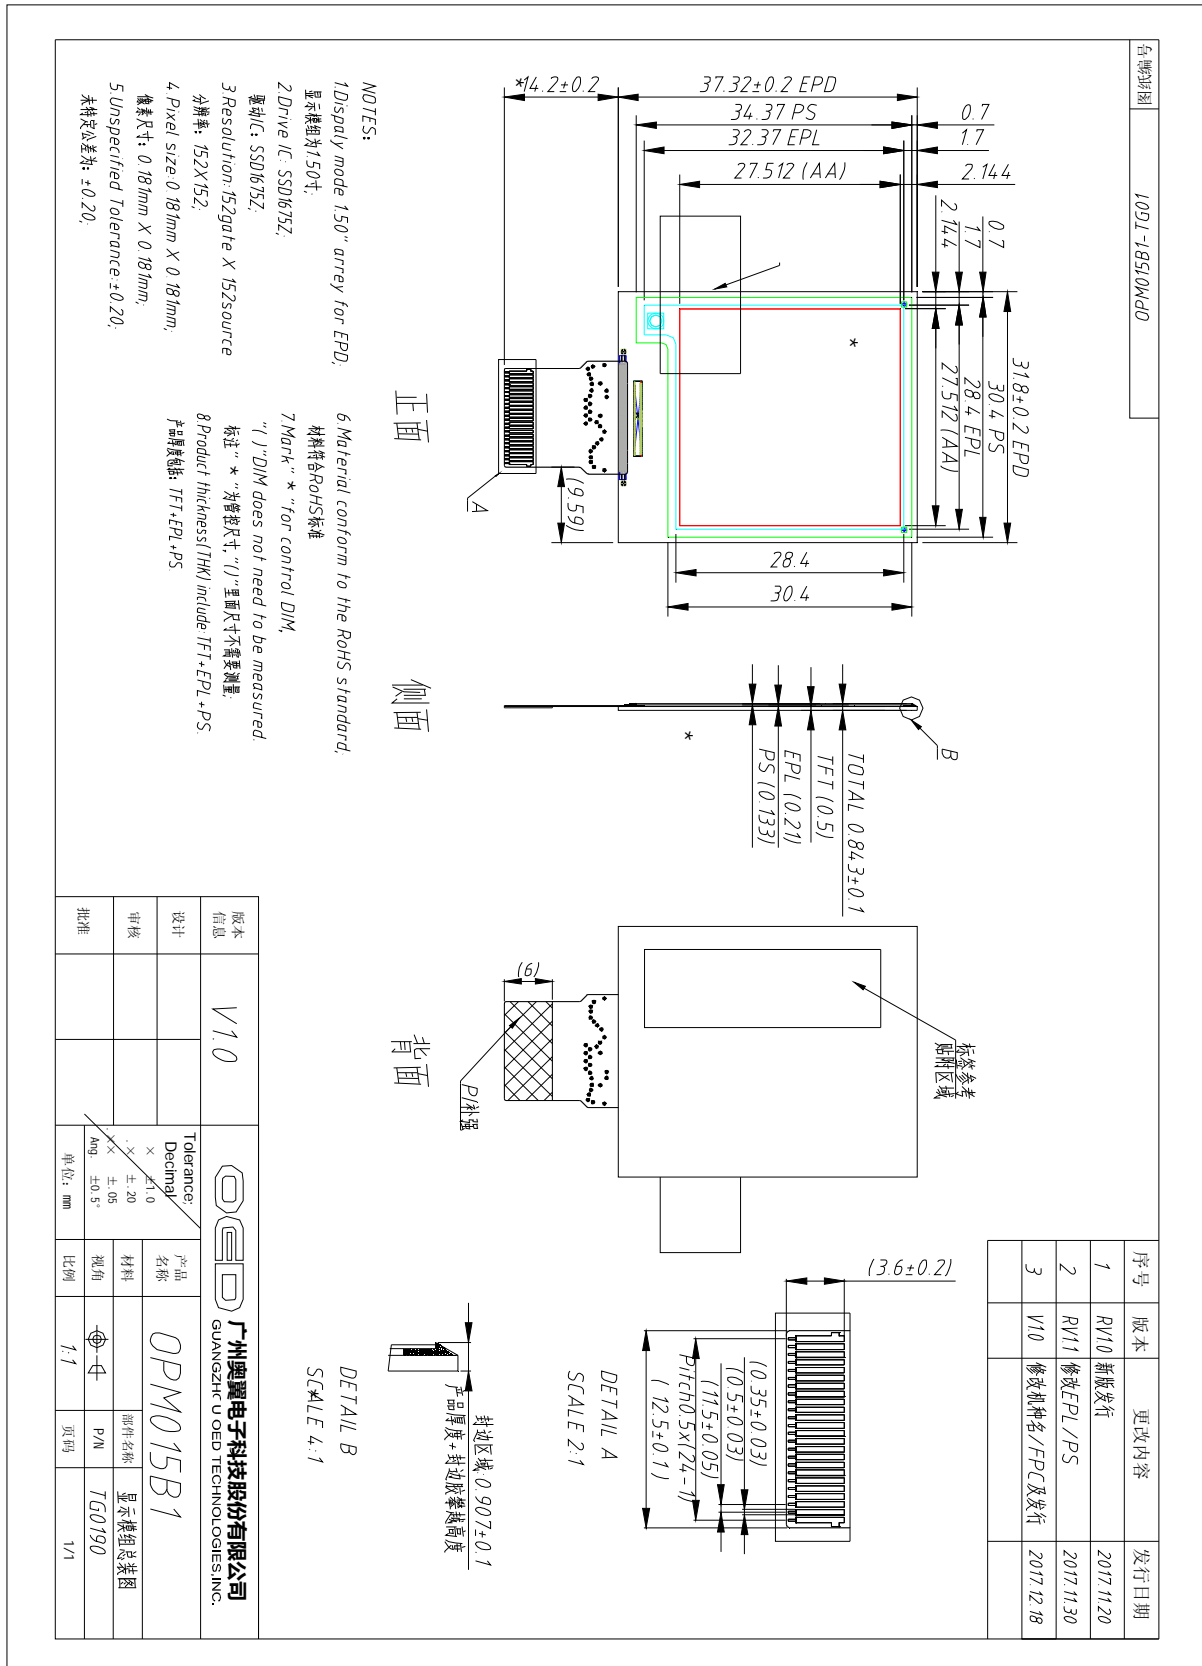 图纸编号
OPM015B1-TG01
序号 版本 更改内容 发行日期
1 RV1.0 新版发行 2017.11.20
2 RV1.1 修改EPL/PS 2017.11.30
3 V1.0 修改机种名/FPC及发行 2017.12.18
31.8±0.2 EPD
30.4 PS
28.4 EPL
27.512 (AA)
0.7
1.7
2.144
0.7
1.7
2.144
37.32±0.2 EPD
34.37 PS
32.37 EPL
27.512 (AA)
*14.2±0.2
*
28.4
30.4
(9.59)
A
正面
B
TOTAL 0.843±0.1
TFT (0.5)
EPL (0.21)
PS (0.133)
*
侧面
标签参考
贴附区域
(6)
PI补强
背面
(3.6±0.2)
(0.35±0.03)
(0.5±0.03)
(11.5±0.05)
Pitch0.5x(24-1)
(12.5±0.1)
DETAIL A
SCALE 2:1
封边区域:0.907±0.1
产品厚度+封边胶攀越高度
DETAIL B
SCALE 4:1
*
NOTES:
1.Dispaly mode 1.50" arrey for EPD;
显示模组为1.50寸;
2.Drive IC: SSD1675Z;
驱动IC: SSD1675Z;
3.Resolution:152gate X 152source
分辨率: 152X152;
4.Pixel size:0.181mm X 0.181mm;
像素尺寸: 0.181mm X 0.181mm;
5.Unspecified Tolerance:±0.20;
未特定公差为: ±0.20;
6.Material conform to the RoHS standard;
材料符合RoHS标准
7.Mark" * "for control DIM,
"( )"DIM does not need to be measured.
标注" * "为管控尺寸, "()"里面尺寸不需要测量;
8.Product thickness(THK) include:TFT+EPL+PS
产品厚度包括: TFT+EPL+PS
版本信息
V1.0
设计
审核
批准
OED
广州奥翼电子科技股份有限公司
GUANGZHOU OED TECHNOLOGIES,INC.
Tolerance:
Decimal
× ±1.0
.× ±.20
.×× ±.05
Ang. ±0.5°
单位: mm
产品名称
OPM015B1
材料
部件名称
显示模组总装图
视角
P/N
TG0190
比例
1:1
页码
1/1